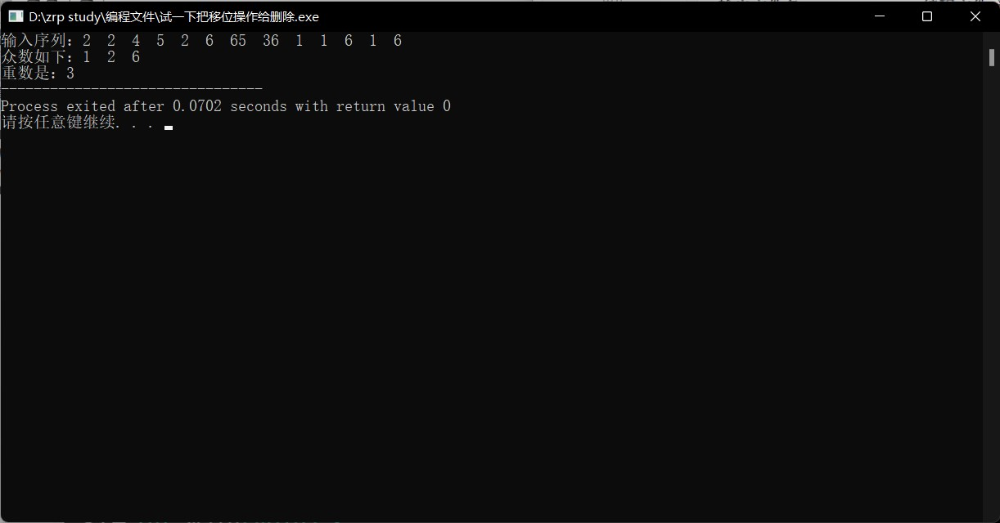 D:\zrp study\编程文件\试一下把移位操作给删除.exe
输入序列：2  2  4  5  2  6  65  36  1  1  6  1  6
众数如下：1  2  6
重数是：3
--------------------------------
Process exited after 0.0702 seconds with return value 0
请按任意键继续. . .